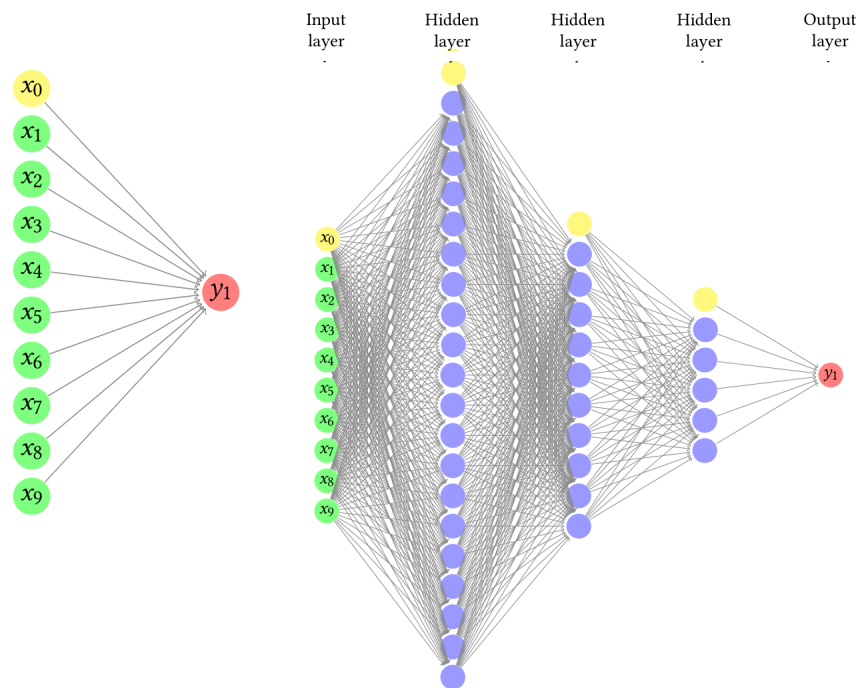 Input layer
Hidden layer
Hidden layer
Hidden layer
Output layer
x0
x1
x2
x3
x4
x5
x6
x7
x8
x9
y1
x0
x1
x2
x3
x4
x5
x6
x7
x8
x9
y1